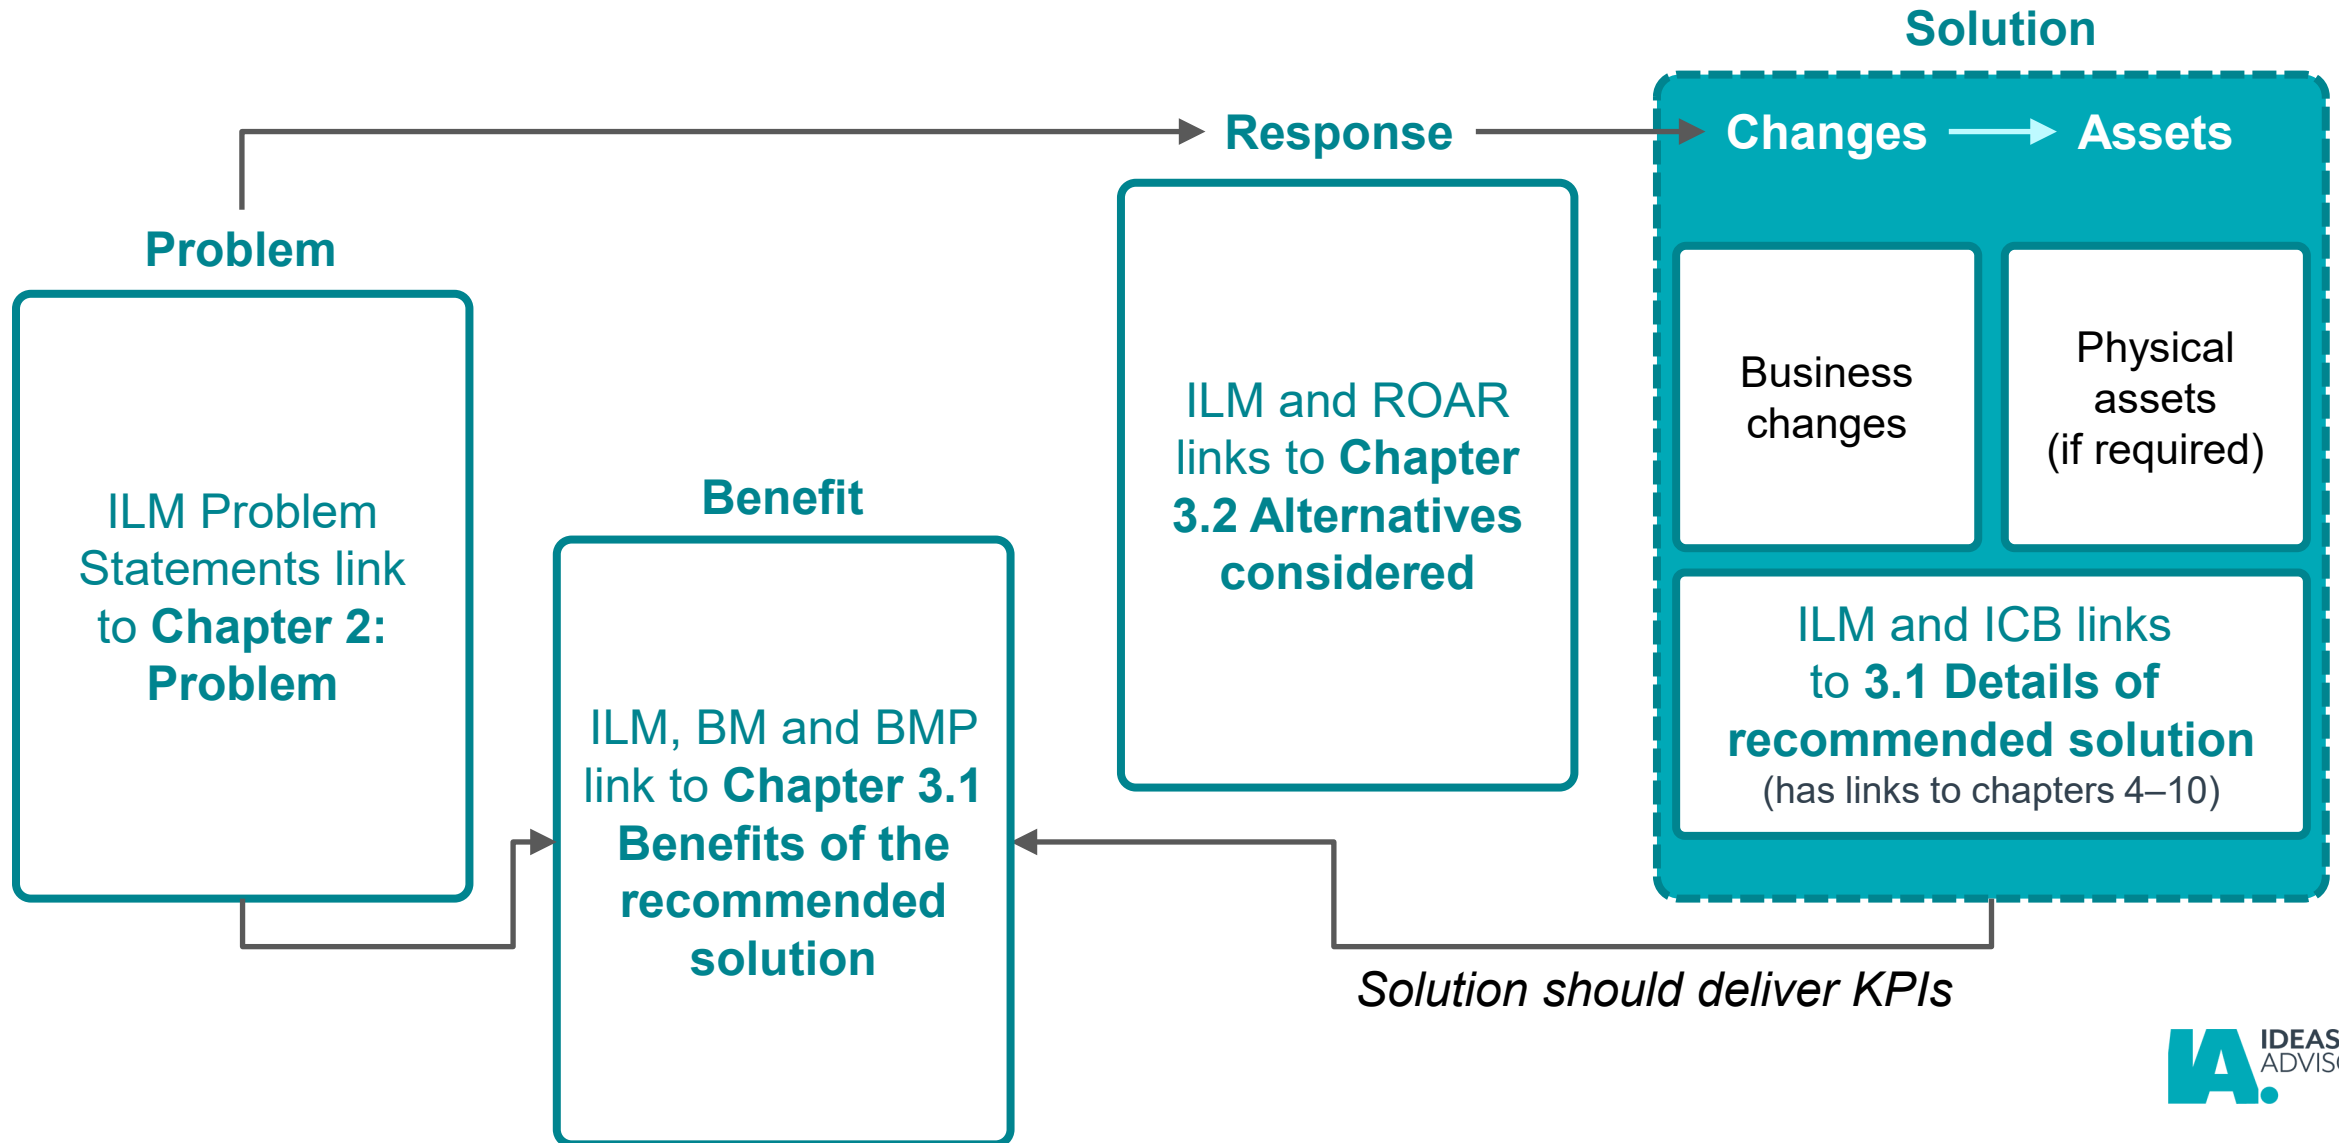 Problem
ILM Problem
Statements link
to Chapter 2:
Problem
Benefit
ILM, BM and BMP
link to Chapter 3.1
Benefits of the
recommended
solution
Response
ILM and ROAR
links to Chapter
3.2 Alternatives
considered
Solution
Changes
Assets
Business
changes
Physical
assets
(if required)
ILM and ICB links
to 3.1 Details of
recommended solution
(has links to chapters 4–10)
Solution should deliver KPIs
IA.
IDEAS